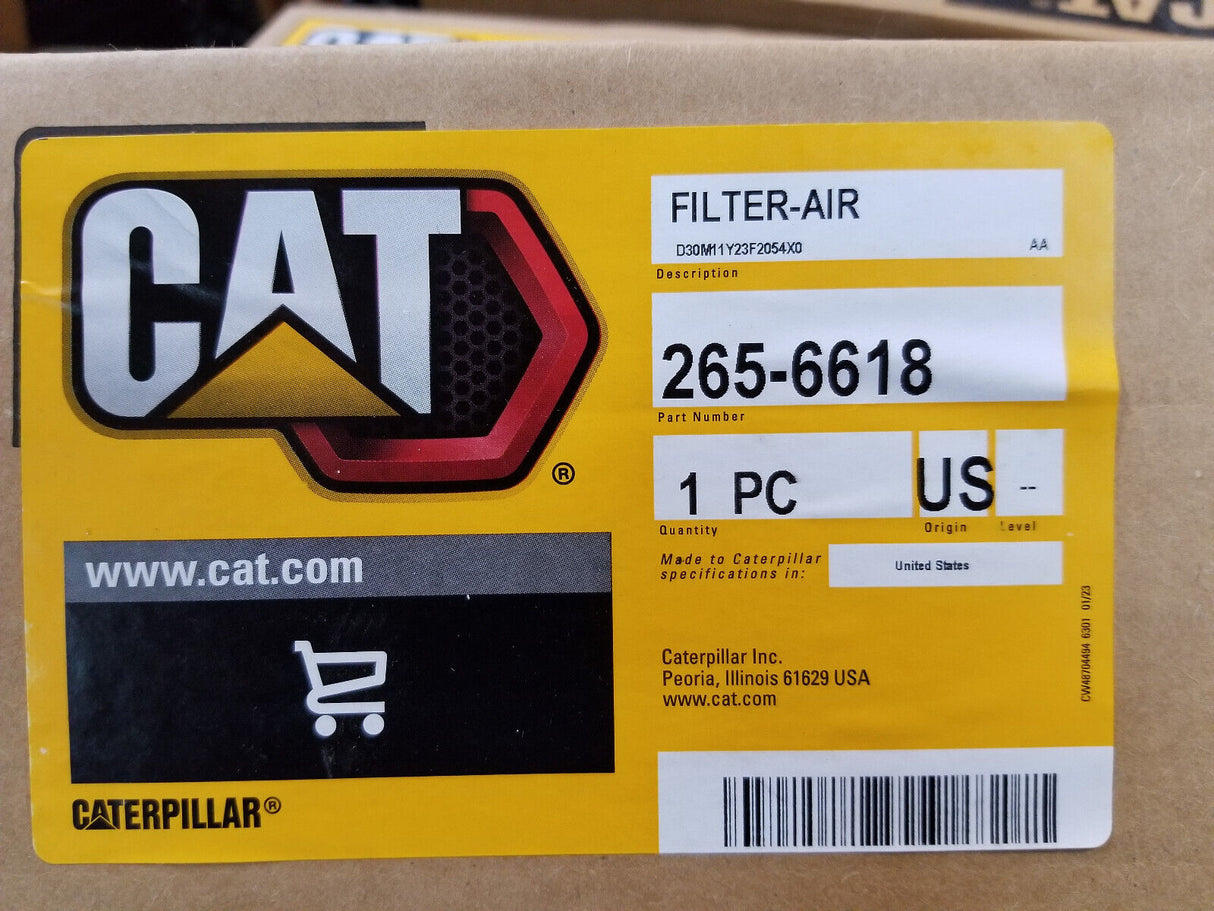 CAT
®
www.cat.com
CATERPILLAR®
FILTER-AIR
D30M11Y23F2054X0 AA
Description
265-6618
Part Number
1 PC US --
Quantity Origin Level
Made to Caterpillar
specifications in:
United States
Caterpillar Inc.
Peoria, Illinois 61629 USA
www.cat.com
CW48704494 6301 01/23
CAT